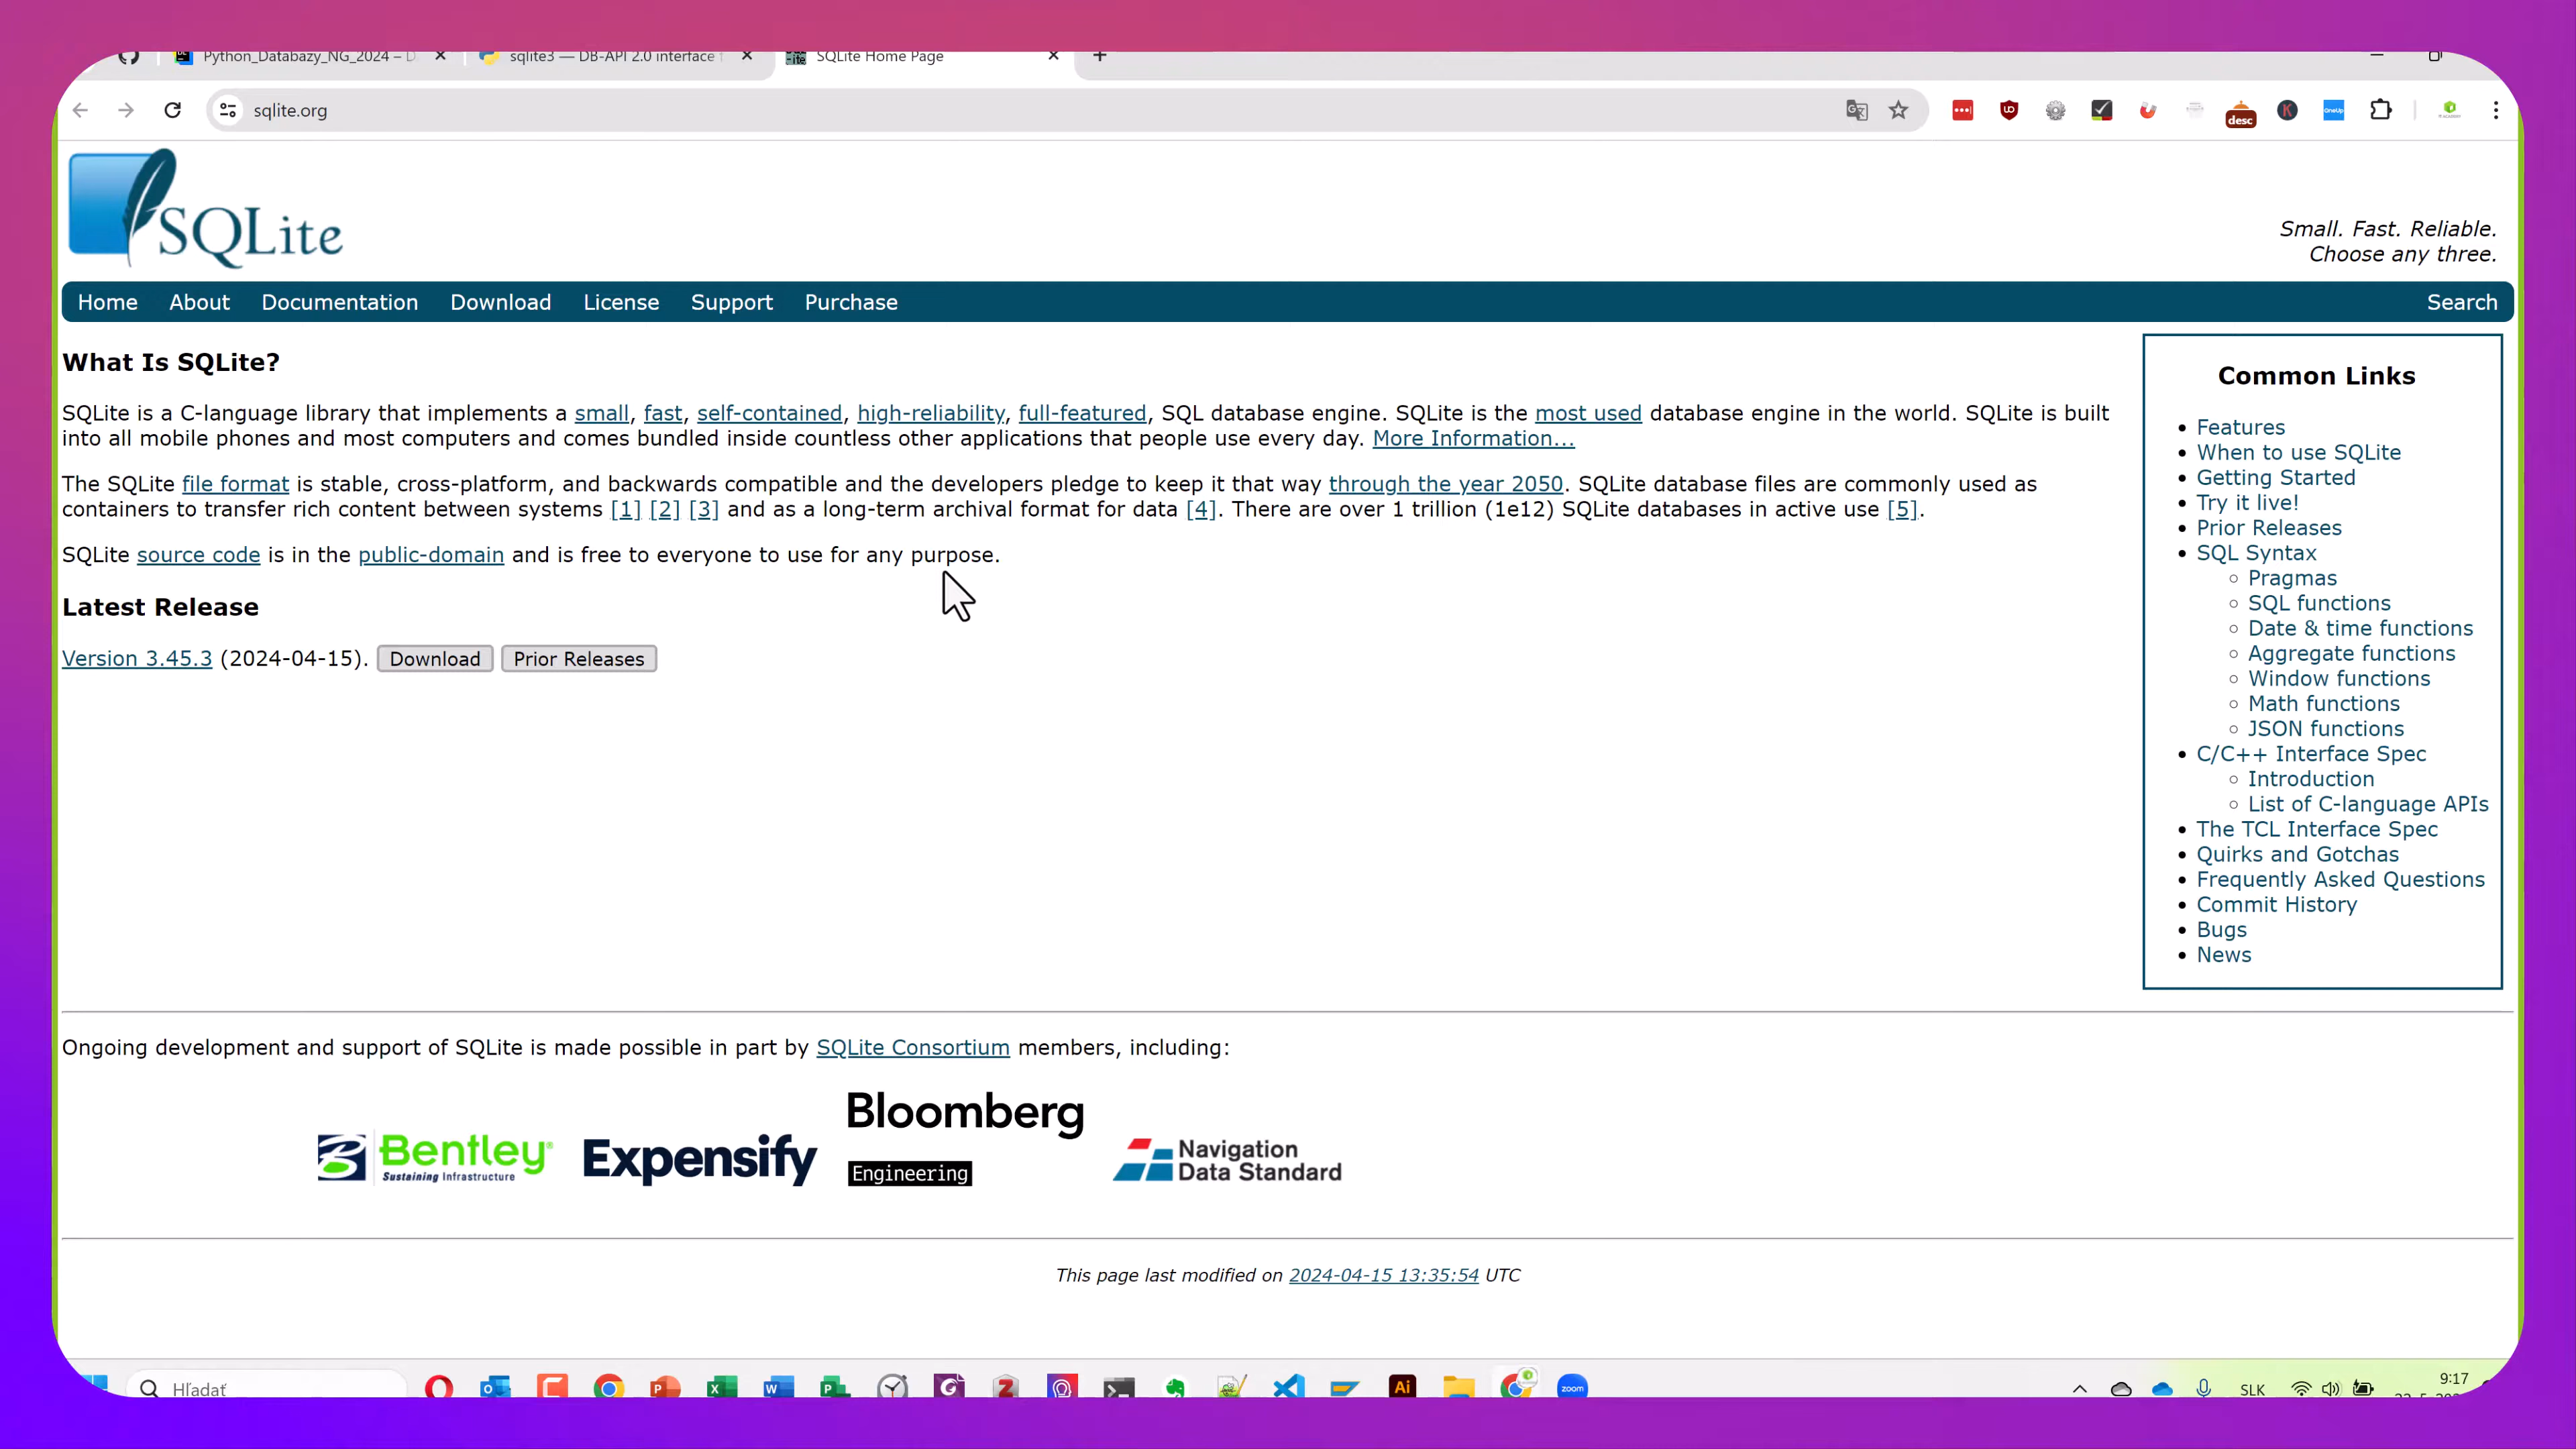 Python_Databazy_NG_2024 – D
sqlite3 — DB-API 2.0 interface f
SQLite Home Page
sqlite.org
desc
SQLite
Small. Fast. Reliable.
Choose any three.
Home About Documentation Download License Support Purchase Search
What Is SQLite?
SQLite is a C-language library that implements a small, fast, self-contained, high-reliability, full-featured, SQL database engine. SQLite is the most used database engine in the world. SQLite is built
into all mobile phones and most computers and comes bundled inside countless other applications that people use every day. More Information...
The SQLite file format is stable, cross-platform, and backwards compatible and the developers pledge to keep it that way through the year 2050. SQLite database files are commonly used as
containers to transfer rich content between systems [1] [2] [3] and as a long-term archival format for data [4]. There are over 1 trillion (1e12) SQLite databases in active use [5].
SQLite source code is in the public-domain and is free to everyone to use for any purpose.
Latest Release
Version 3.45.3 (2024-04-15). Download Prior Releases
Common Links
Features
When to use SQLite
Getting Started
Try it live!
Prior Releases
SQL Syntax
Pragmas
SQL functions
Date & time functions
Aggregate functions
Window functions
Math functions
JSON functions
C/C++ Interface Spec
Introduction
List of C-language APIs
The TCL Interface Spec
Quirks and Gotchas
Frequently Asked Questions
Commit History
Bugs
News
Ongoing development and support of SQLite is made possible in part by SQLite Consortium members, including:
Bentley®
Sustaining Infrastructure
Expensify
Bloomberg
Engineering
Navigation
Data Standard
This page last modified on 2024-04-15 13:35:54 UTC
Hľadať
Ai
zoom
SLK
9:17